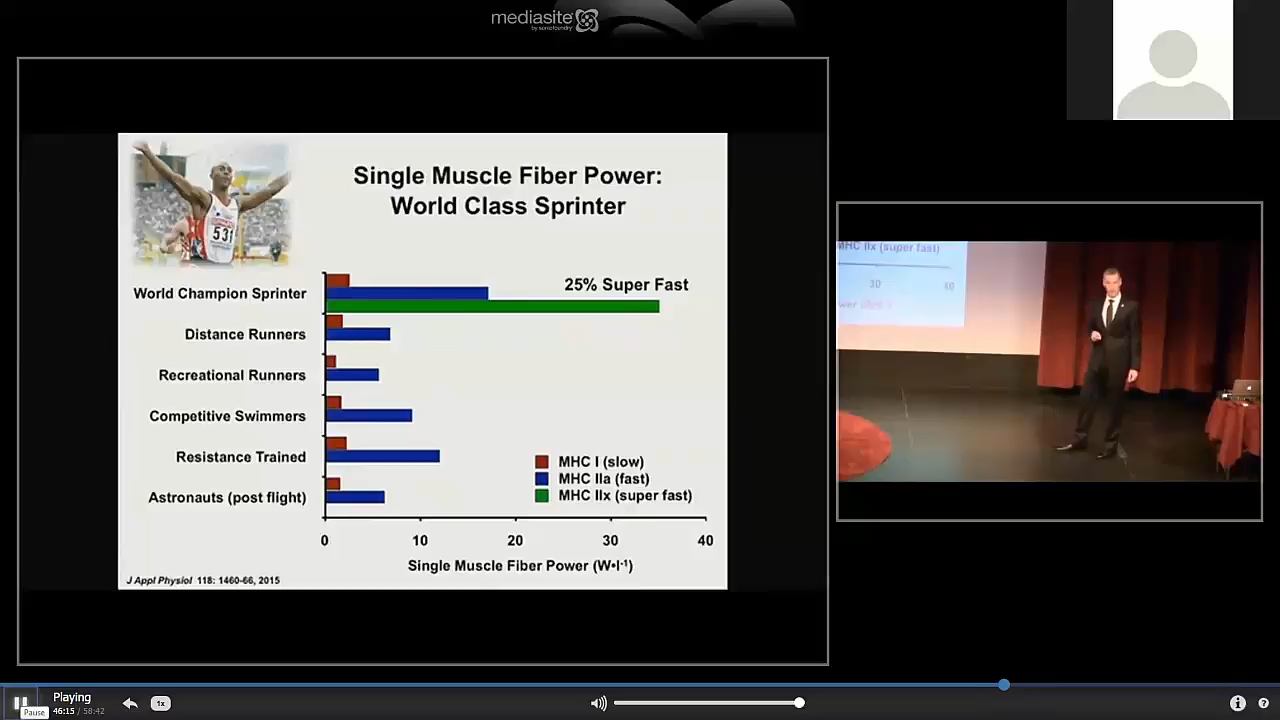 mediasite
by sonicfoundry
Single Muscle Fiber Power:
World Class Sprinter
531
World Champion Sprinter
25% Super Fast
Distance Runners
Recreational Runners
Competitive Swimmers
Resistance Trained
Astronauts (post flight)
MHC I (slow)
MHC IIa (fast)
MHC IIx (super fast)
0 10 20 30 40
Single Muscle Fiber Power (W•l⁻¹)
J Appl Physiol 118: 1460-66, 2015
MHC IIx (super fast)
30 40
Playing
46:15 / 58:42
1x
Pause